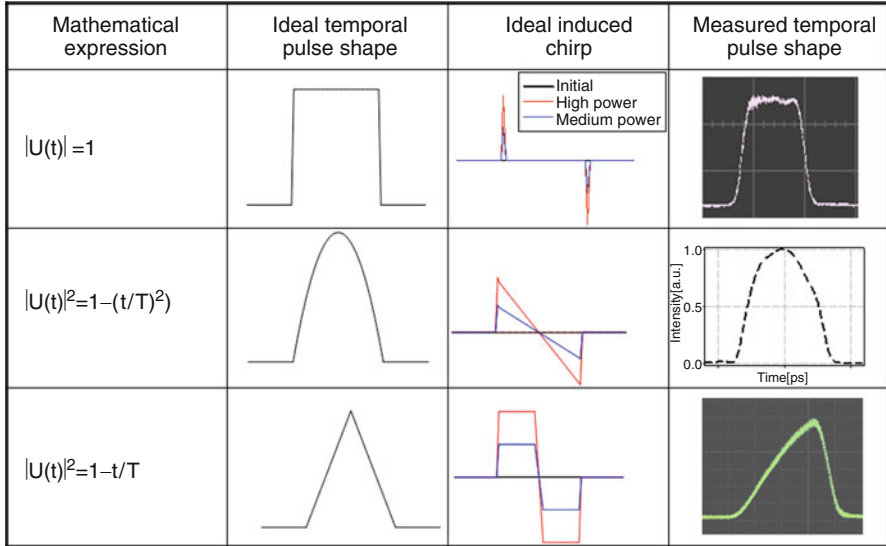 Mathematical expression
Ideal temporal pulse shape
Ideal induced chirp
Measured temporal pulse shape
|U(t)| =1
Initial
High power
Medium power
|U(t)|²=1–(t/T)²)
1.0
0.5
0.0
Intensity[a.u.]
Time[ps]
|U(t)|²=1–t/T